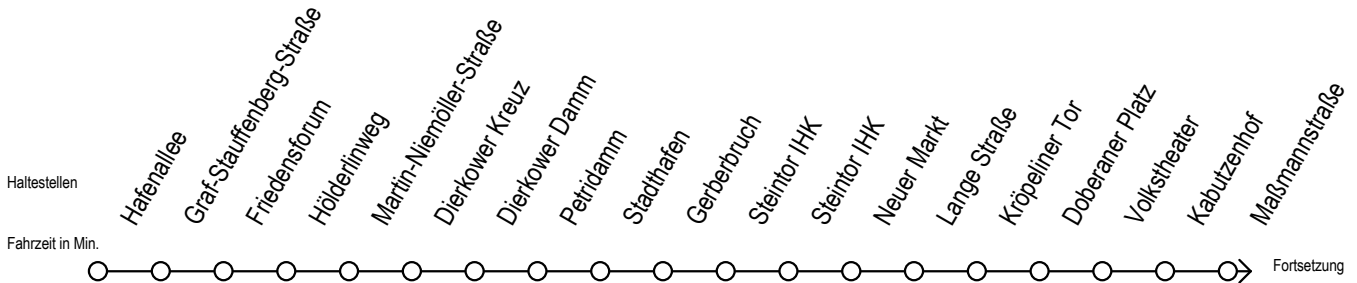 Haltestellen
Hafenallee
Graf-Stauffenberg-Straße
Friedensforum
Hölderlinweg
Martin-Niemöller-Straße
Dierkower Kreuz
Dierkower Damm
Petridamm
Stadthafen
Gerberbruch
Steintor IHK
Steintor IHK
Neuer Markt
Lange Straße
Kröpeliner Tor
Doberaner Platz
Volkstheater
Kabutzenhof
Maßmannstraße
Fahrzeit in Min.
Fortsetzung